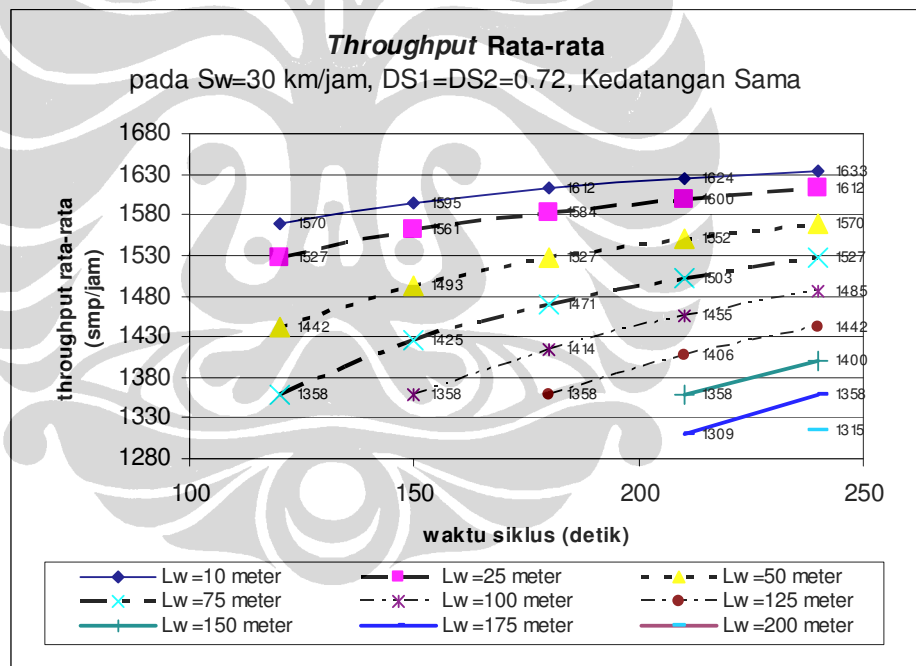 Throughput Rata-rata
pada Sw=30 km/jam, DS1=DS2=0.72, Kedatangan Sama
throughput rata-rata
(smp/jam)
1680
1630
1580
1530
1480
1430
1380
1330
1280
1570 1595 1612 1624 1633
1527 1561 1584 1600 1612
1442 1493 1527 1552 1570
1358 1425 1471 1503 1527
1358 1414 1455 1485
1358 1406 1442
1358 1400
1309 1358
1315
100 150 200 250
waktu siklus (detik)
Lw =10 meter Lw =25 meter Lw =50 meter
Lw =75 meter Lw =100 meter Lw =125 meter
Lw =150 meter Lw =175 meter Lw =200 meter